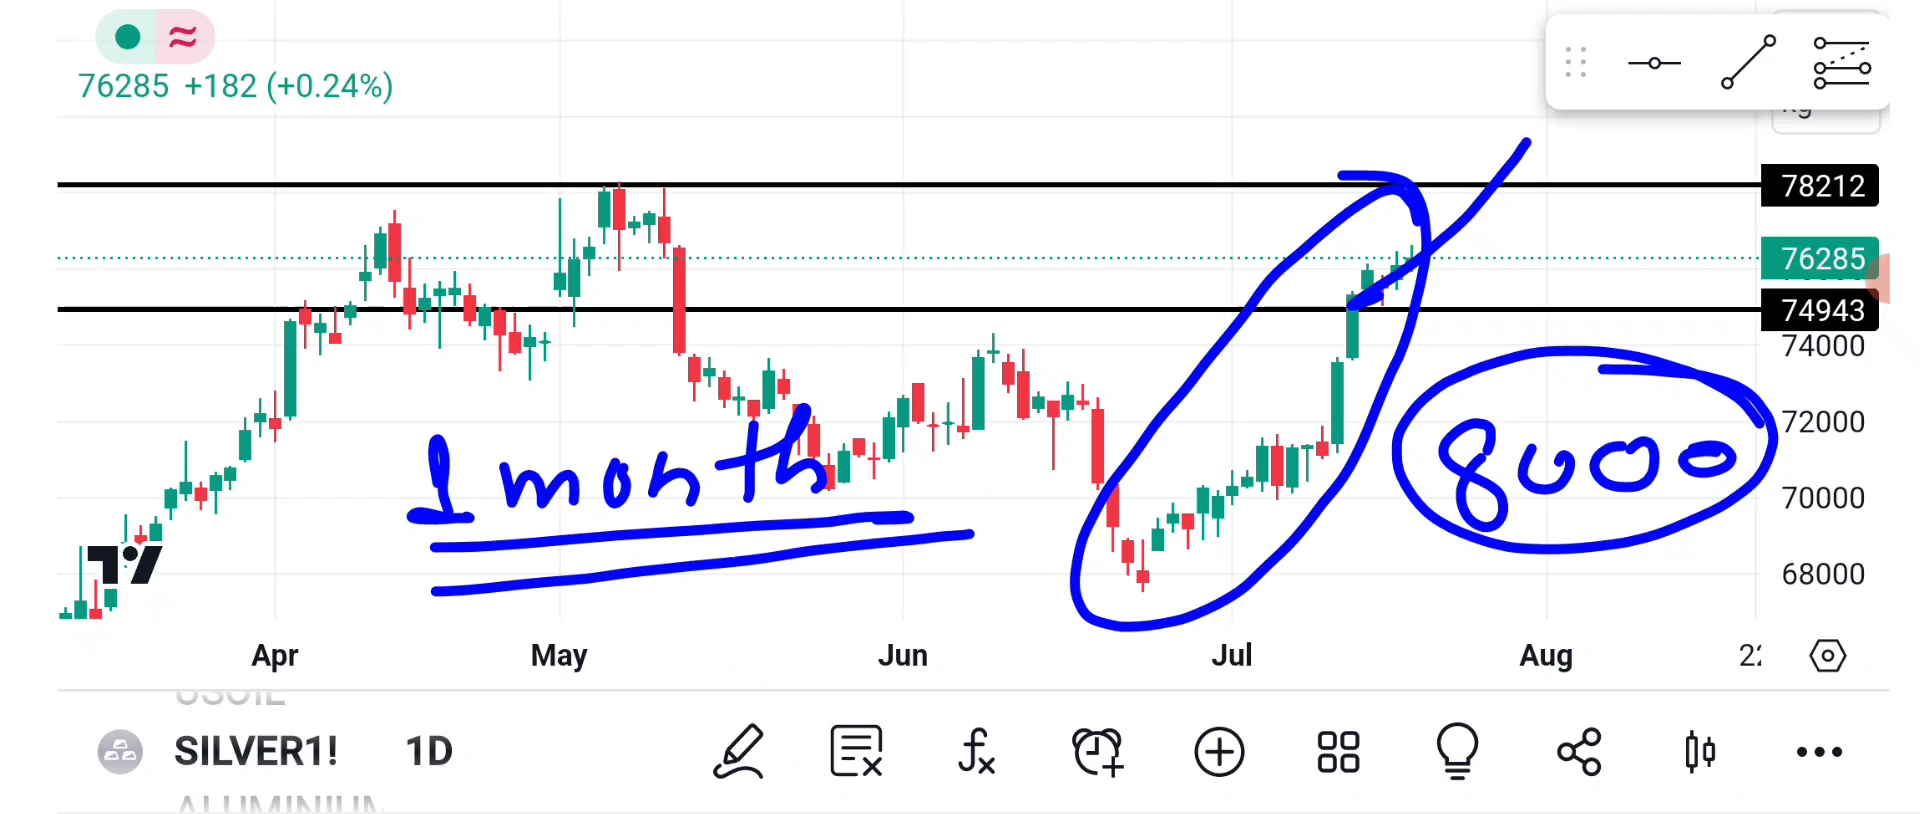 76285 +182 (+0.24%)
78212
76285
74943
74000
72000
70000
68000
1 month
8000
Apr May Jun Jul Aug
SILVER1! 1D